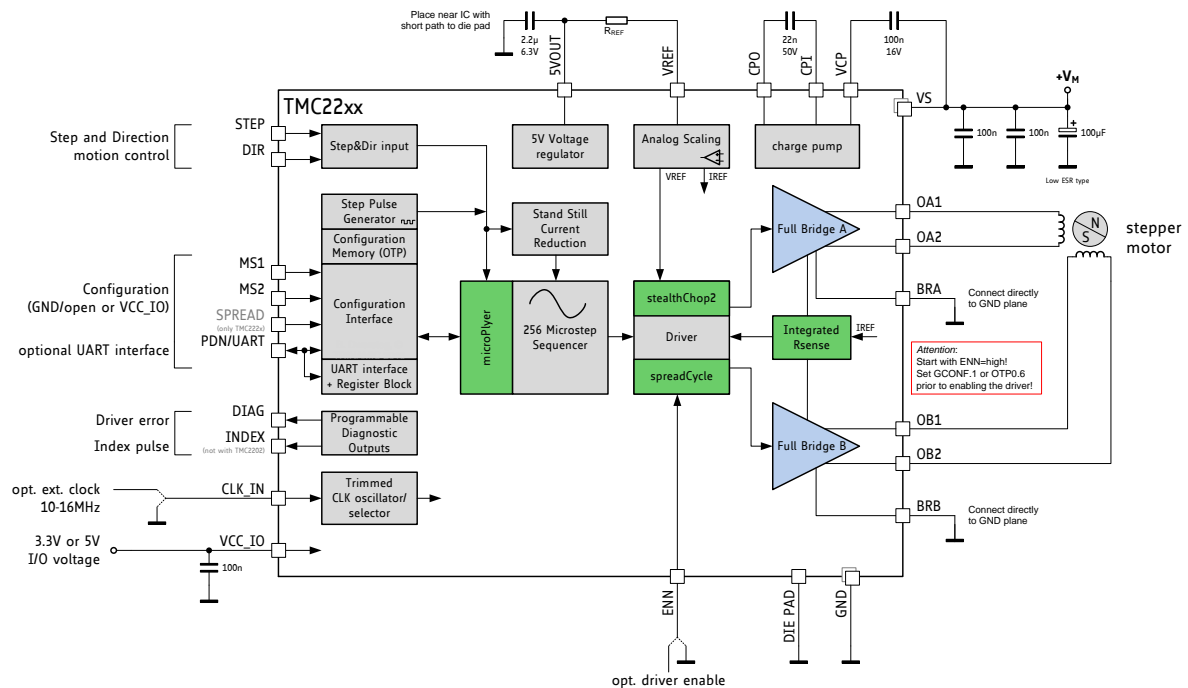 Place near IC with
short path to die pad
2.2µ
6.3V
5VOUT
RREF
VREF
CPO
22n
50V
CPI
VCP
100n
16V
+VM
VS
100n
100n
+
100µF
Low ESR type
TMC22xx
Step and Direction
motion control
STEP
DIR
Step&Dir input
5V Voltage
regulator
Analog Scaling
VREF
IREF
charge pump
Step Pulse
Generator
Configuration
Memory (OTP)
Stand Still
Current
Reduction
Full Bridge A
OA1
OA2
N
S
stepper
motor
Configuration
(GND/open or VCC_IO)
optional UART interface
MS1
MS2
SPREAD
(only TMC222x)
PDN/UART
Configuration
Interface
UART interface
+ Register Block
microPlyer
256 Microstep
Sequencer
stealthChop2
Driver
spreadCycle
Integrated
Rsense
IREF
BRA
Connect directly
to GND plane
Attention:
Start with ENN=high!
Set GCONF.1 or OTP0.6
prior to enabling the driver!
Driver error
Index pulse
DIAG
INDEX
(not with TMC2202)
Programmable
Diagnostic
Outputs
Full Bridge B
OB1
OB2
opt. ext. clock
10-16MHz
CLK_IN
Trimmed
CLK oscillator/
selector
BRB
Connect directly
to GND plane
3.3V or 5V
I/O voltage
VCC_IO
100n
ENN
DIE PAD
GND
opt. driver enable